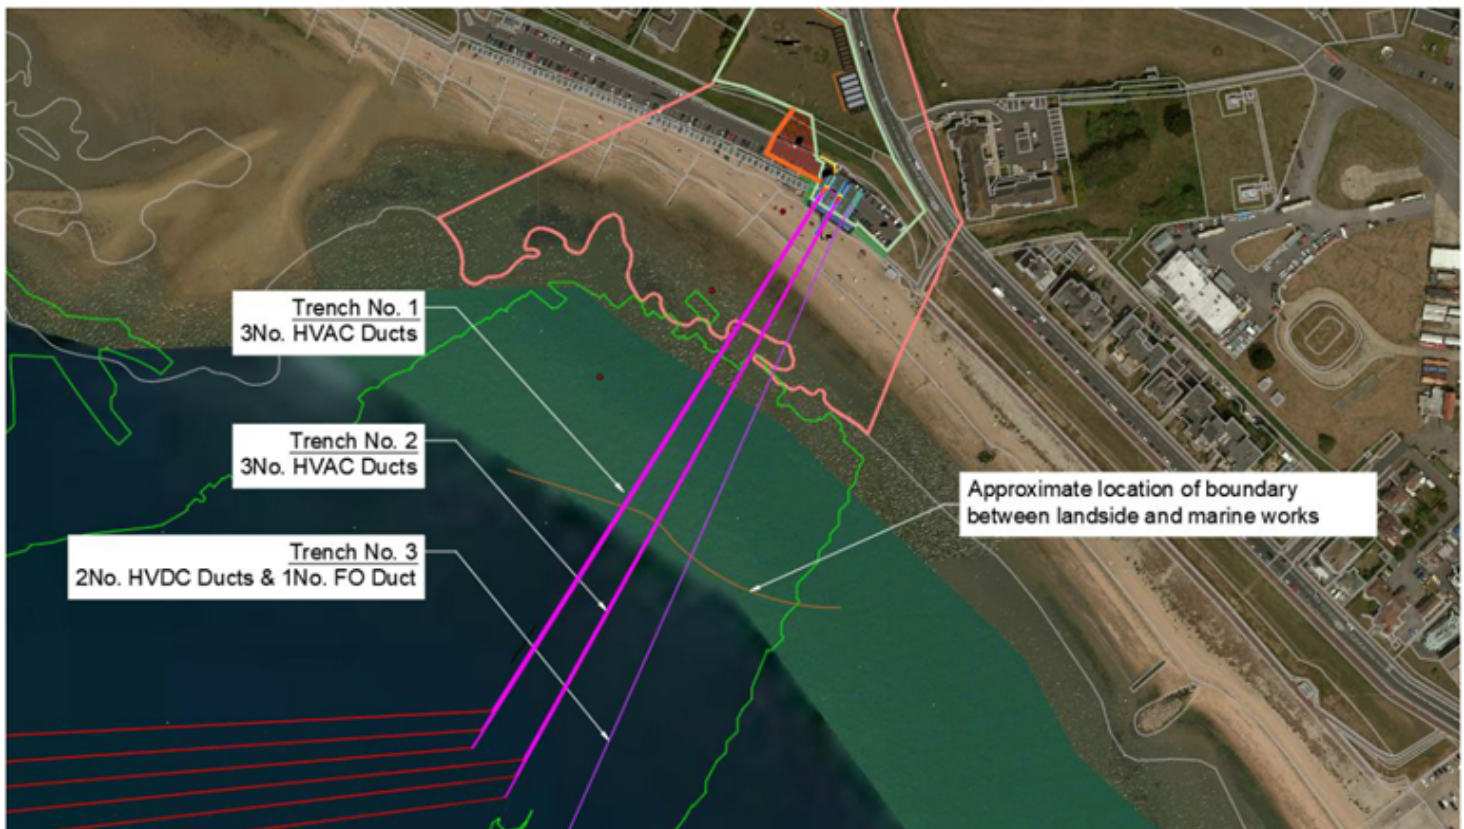 Trench No. 1
3No. HVAC Ducts
Trench No. 2
3No. HVAC Ducts
Approximate location of boundary
between landside and marine works
Trench No. 3
2No. HVDC Ducts & 1No. FO Duct